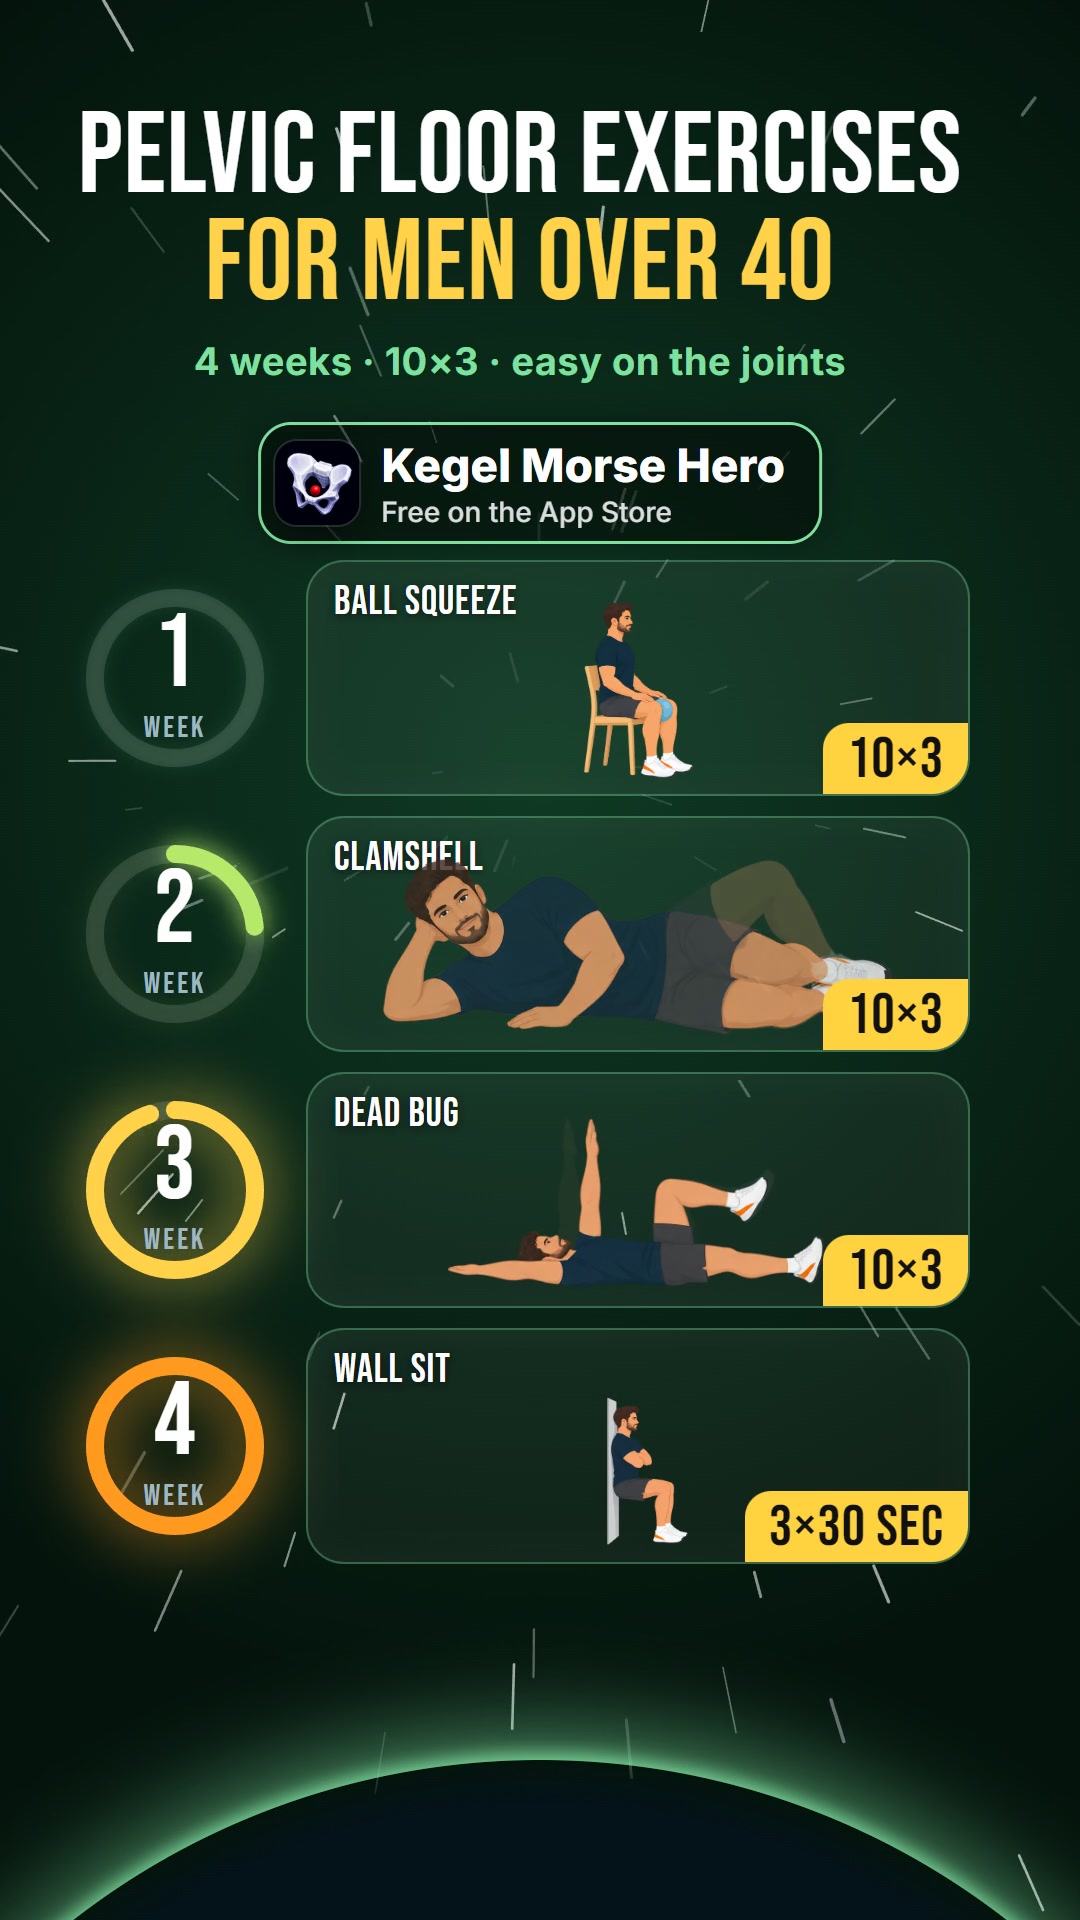 PELVIC FLOOR EXERCISES
FOR MEN OVER 40
4 weeks · 10×3 · easy on the joints
Kegel Morse Hero
Free on the App Store
1
WEEK
BALL SQUEEZE
10×3
2
WEEK
CLAMSHELL
10×3
3
WEEK
DEAD BUG
10×3
4
WEEK
WALL SIT
3×30 SEC